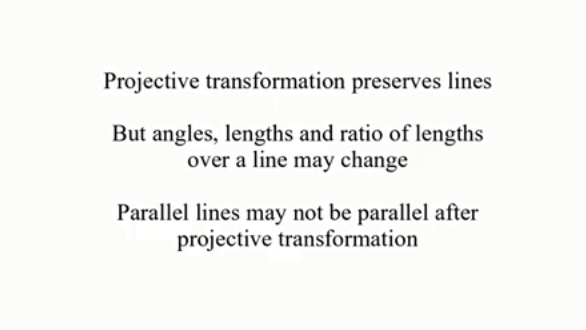 Projective transformation preserves lines
But angles, lengths and ratio of lengths
over a line may change
Parallel lines may not be parallel after
projective transformation